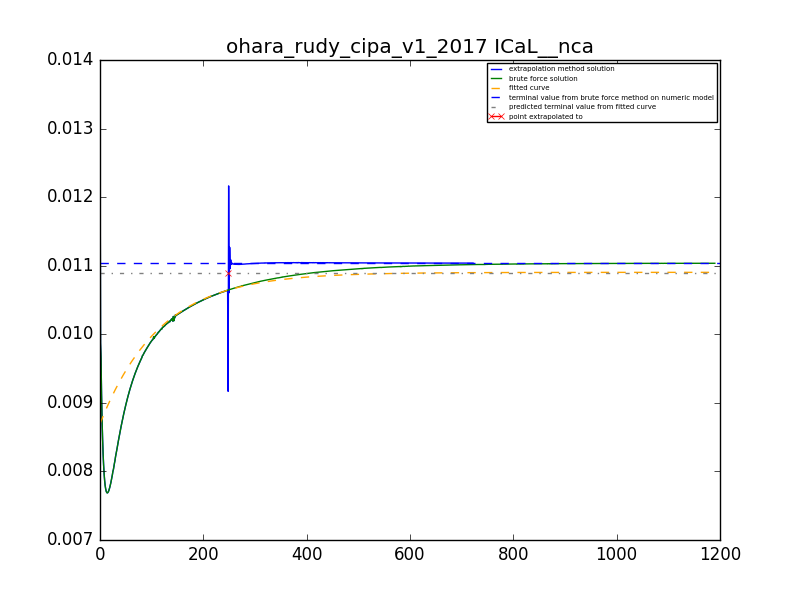 ohara_rudy_cipa_v1_2017 ICaL__nca
0.014
0.013
0.012
0.011
0.010
0.009
0.008
0.007
extrapolation method solution
brute force solution
fitted curve
terminal value from brute force method on numeric model
predicted terminal value from fitted curve
point extrapolated to
0 200 400 600 800 1000 1200